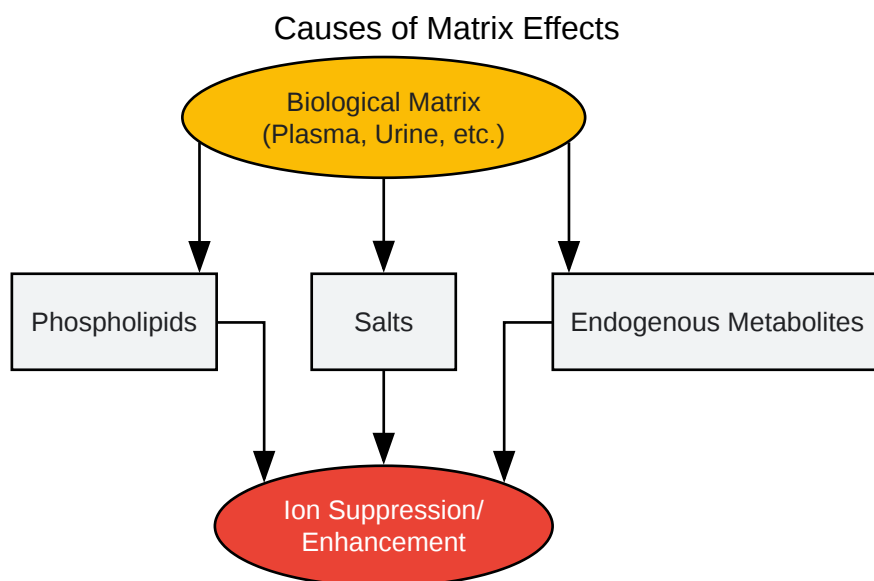 Causes of Matrix Effects
Biological Matrix
(Plasma, Urine, etc.)
Phospholipids
Salts
Endogenous Metabolites
Ion Suppression/
Enhancement